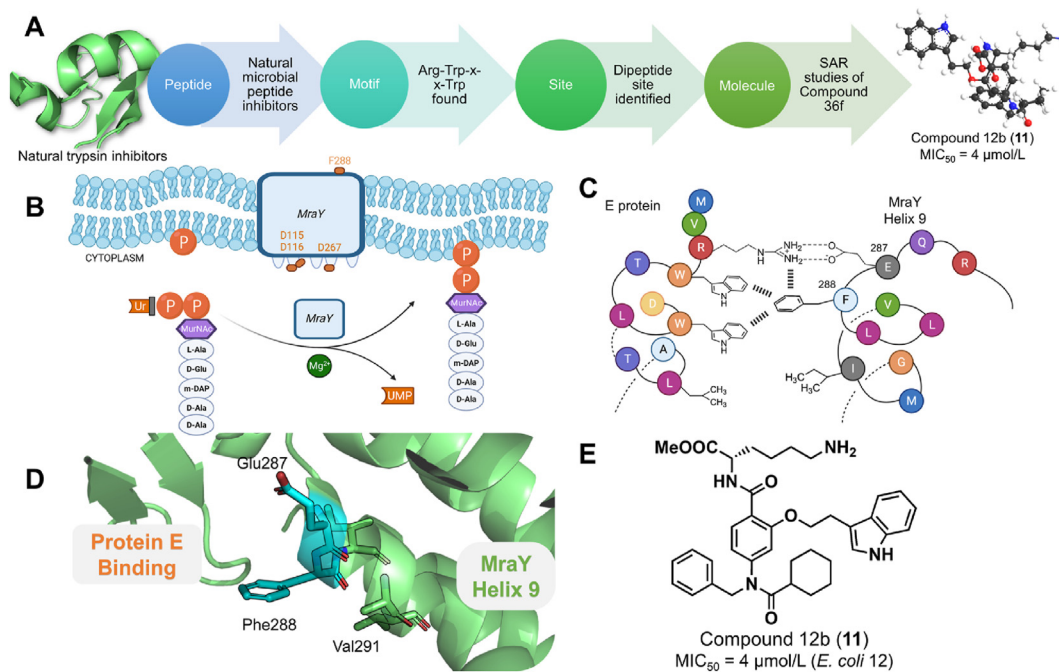 A
Peptide
Natural
microbial
peptide
inhibitors
Motif
Arg-Trp-x-
x-Trp
found
Site
Dipeptide
site
identified
Molecule
SAR
studies of
Compound
36f
Natural trypsin inhibitors
Compound 12b (11)
MIC50 = 4 µmol/L
B
F288
MraY
D115
D116
D267
CYTOPLASM
P
P
P
Ur
P
P
MurNAc
L-Ala
D-Glu
m-DAP
D-Ala
D-Ala
MraY
Mg2+
UMP
MurNAc
L-Ala
D-Glu
m-DAP
D-Ala
D-Ala
C
E protein
MraY
Helix 9
M
V
R
T
W
D
L
W
T
A
L
NH
NH2
NH2
O
O
287
E
Q
R
288
F
V
L
L
I
G
M
H3C
H3C
CH3
CH3
D
Glu287
Protein E
Binding
MraY
Helix 9
Phe288
Val291
E
MeOOC
NH2
NH
O
O
NH
N
O
Compound 12b (11)
MIC50 = 4 µmol/L (E. coli 12)